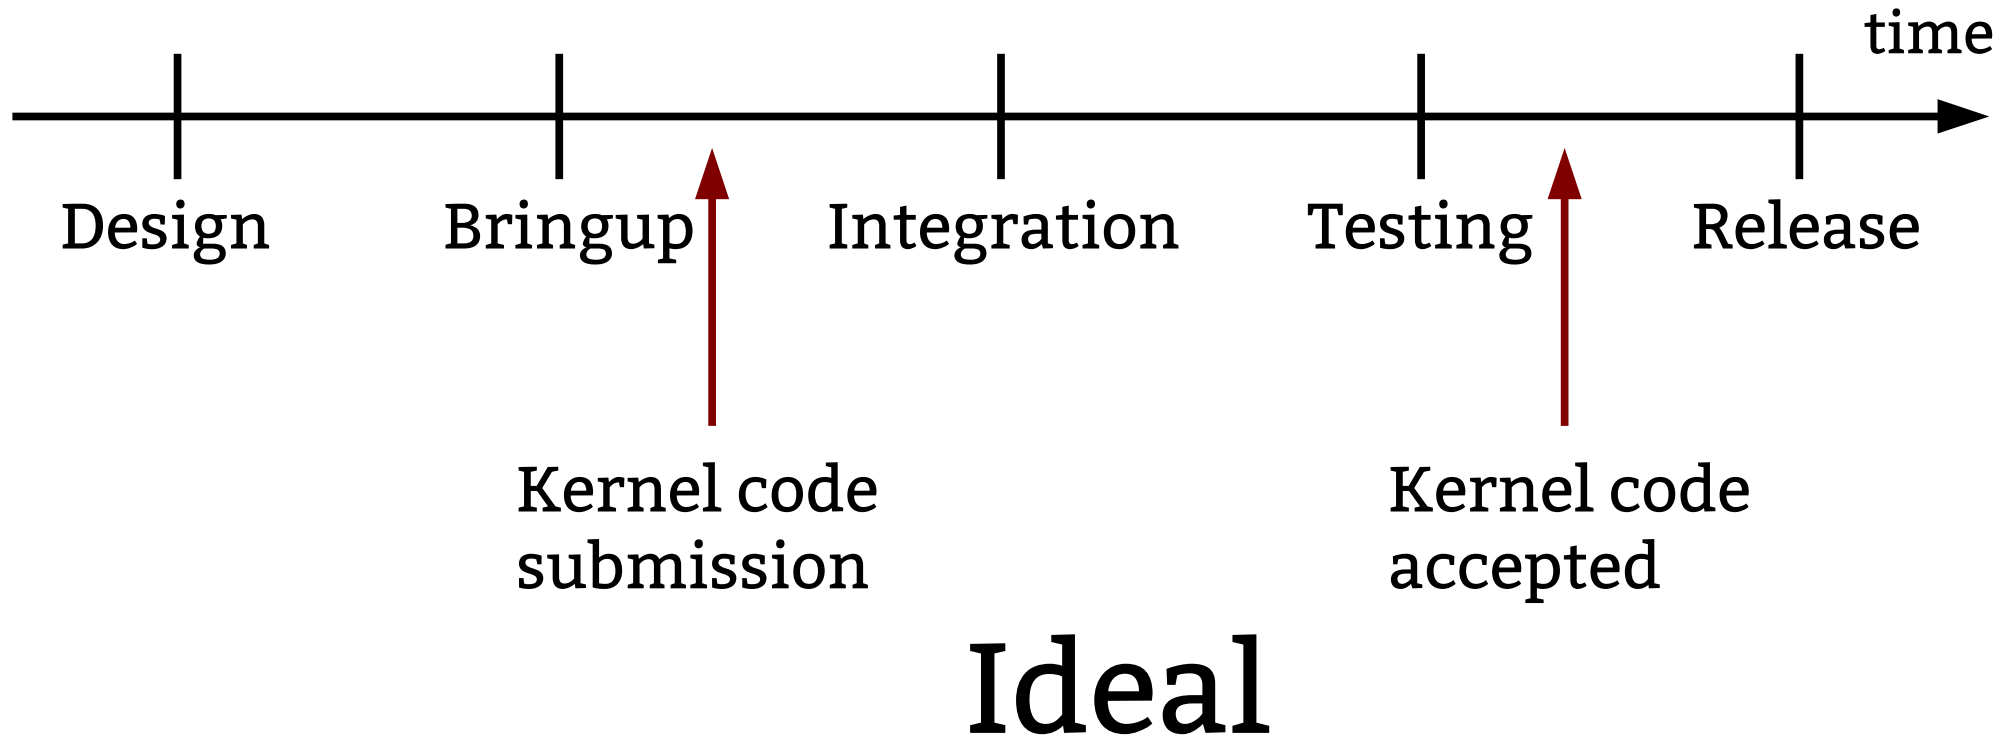 time
Design
Bringup
Integration
Testing
Release
Kernel code
submission
Kernel code
accepted
Ideal